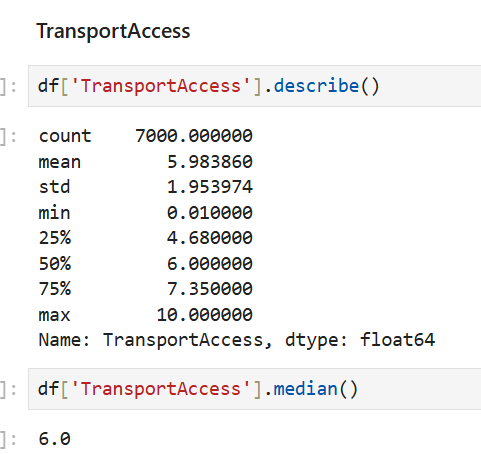 TransportAccess
]: df['TransportAccess'].describe()
]: count 7000.000000
mean 5.983860
std 1.953974
min 0.010000
25% 4.680000
50% 6.000000
75% 7.350000
max 10.000000
Name: TransportAccess, dtype: float64
]: df['TransportAccess'].median()
]: 6.0